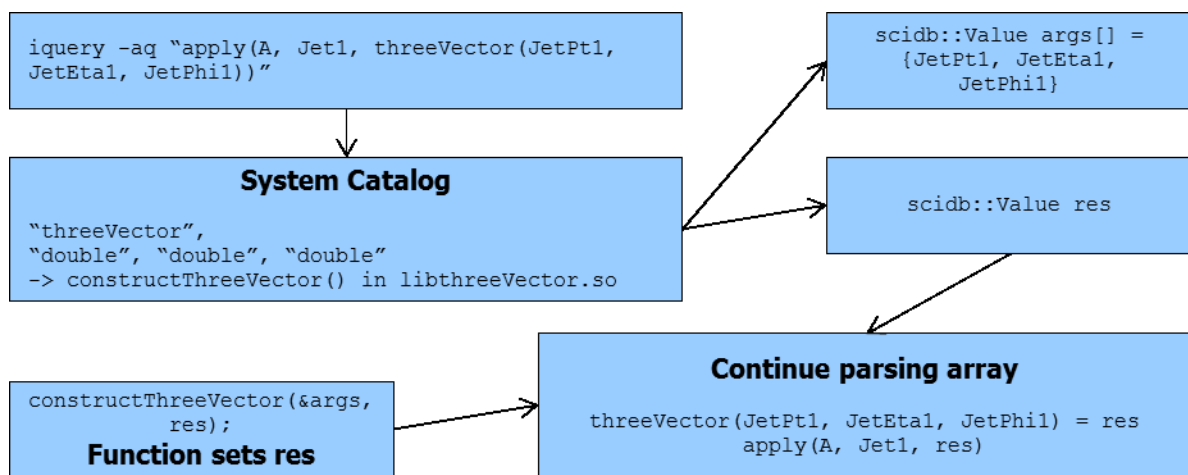 iquery -aq “apply(A, Jet1, threeVector(JetPt1,
JetEta1, JetPhi1))”
scidb::Value args[] =
{JetPt1, JetEta1,
JetPhi1}
System Catalog
“threeVector”,
“double”, “double”, “double”
-> constructThreeVector() in libthreeVector.so
scidb::Value res
Continue parsing array
threeVector(JetPt1, JetEta1, JetPhi1) = res
apply(A, Jet1, res)
constructThreeVector(&args,
res);
Function sets res